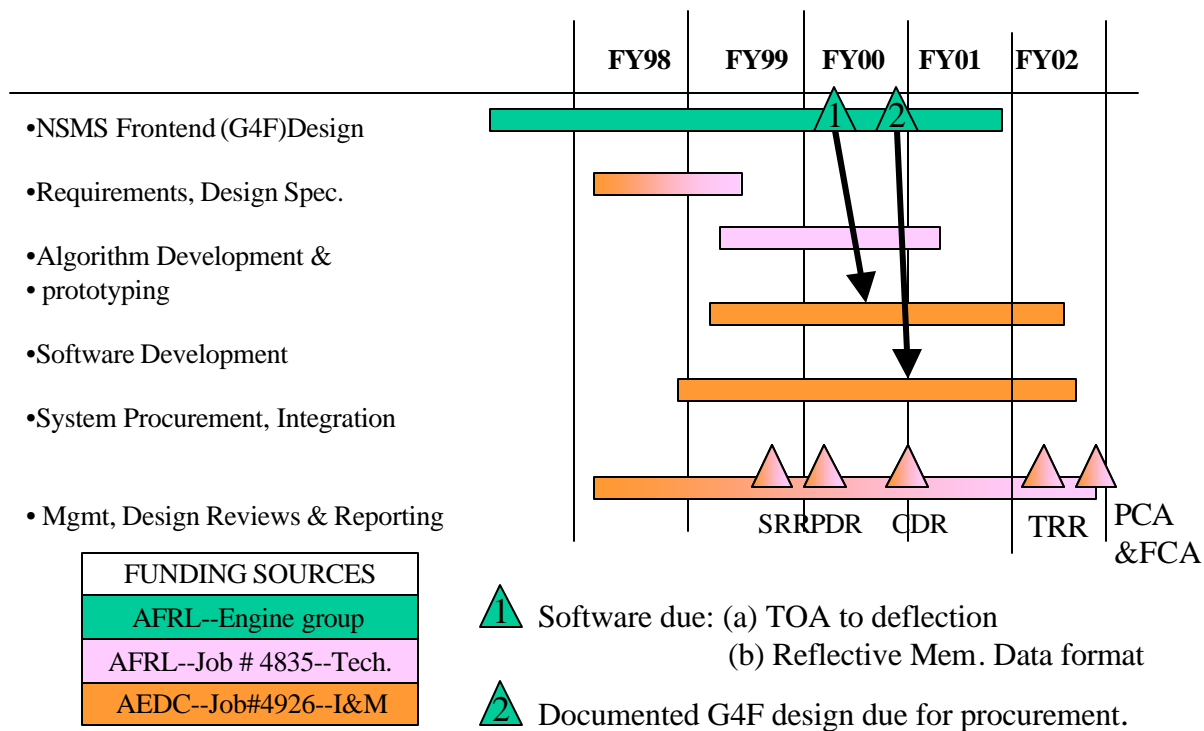 FY98 FY99 FY00 FY01 FY02
1 2
•NSMS Frontend (G4F)Design
•Requirements, Design Spec.
•Algorithm Development &
• prototyping
•Software Development
•System Procurement, Integration
• Mgmt, Design Reviews & Reporting
SRR PDR CDR TRR PCA
&FCA
FUNDING SOURCES
AFRL--Engine group
AFRL--Job # 4835--Tech.
AEDC--Job#4926--I&M
1 Software due: (a) TOA to deflection
(b) Reflective Mem. Data format
2 Documented G4F design due for procurement.